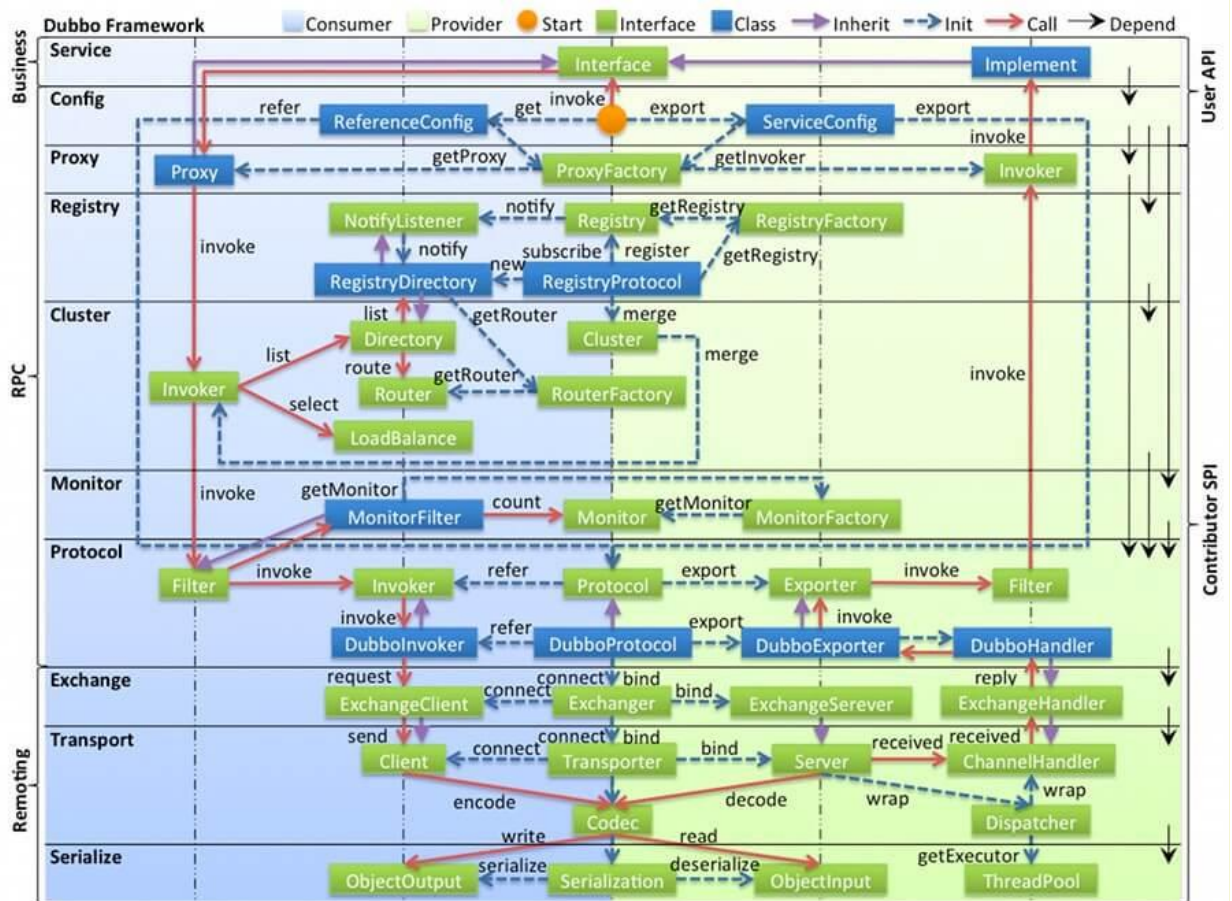 Dubbo Framework
Consumer Provider Start Interface Class Inherit Init Call Depend
Business
Service
Interface
Implement
User API
Config
refer
ReferenceConfig
get
invoke
export
ServiceConfig
export
Proxy
Proxy
getProxy
ProxyFactory
getInvoker
invoke
Invoker
Registry
NotifyListener
notify
Registry
getRegistry
RegistryFactory
invoke
notify
subscribe
register
getRegistry
RegistryDirectory
new
RegistryProtocol
RPC
Cluster
list
getRouter
merge
Directory
Cluster
list
merge
route
getRouter
invoke
Invoker
Router
RouterFactory
select
LoadBalance
Monitor
invoke
getMonitor
MonitorFilter
count
Monitor
getMonitor
MonitorFactory
Contributor SPI
Protocol
Filter
invoke
Invoker
refer
Protocol
export
Exporter
invoke
Filter
invoke
invoke
DubboInvoker
refer
DubboProtocol
export
DubboExporter
DubboHandler
Remoting
Exchange
request
connect
bind
reply
ExchangeClient
connect
Exchanger
bind
ExchangeSerever
ExchangeHandler
Transport
send
connect
bind
received
received
Client
connect
Transporter
bind
Server
ChannelHandler
encode
decode
wrap
wrap
Codec
Dispatcher
write
read
Serialize
getExecutor
serialize
deserialize
ObjectOutput
Serialization
ObjectInput
ThreadPool